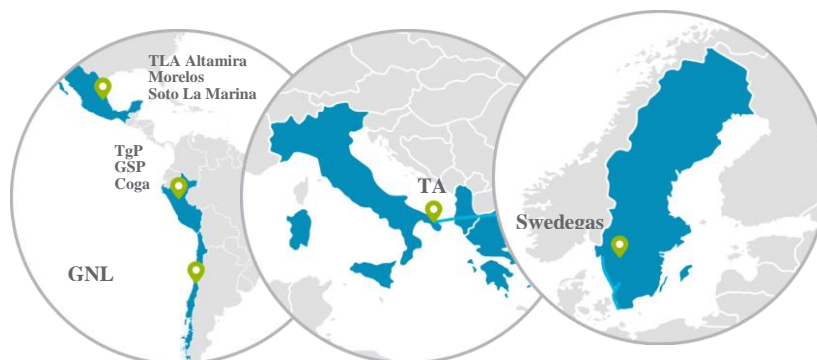 TLA Altamira
Morelos
Soto La Marina
TgP
GSP
Coga
GNL
TA
Swedegas